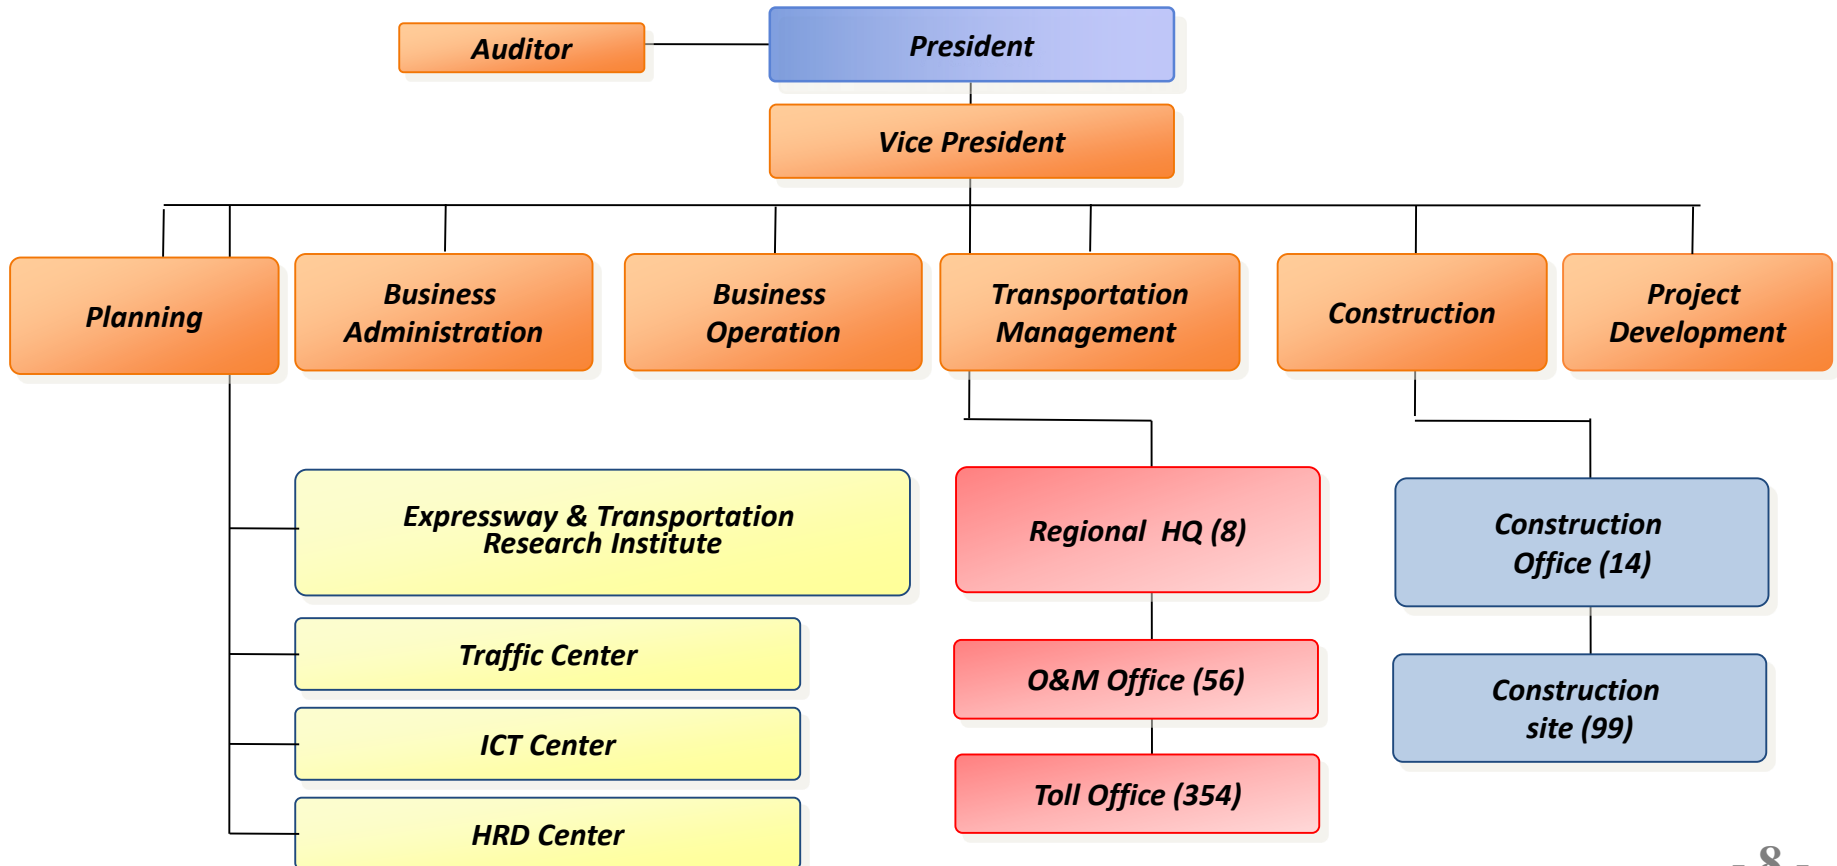 Auditor
President
Vice President
Planning
Business
Administration
Business
Operation
Transportation
Management
Construction
Project
Development
Expressway & Transportation
Research Institute
Traffic Center
ICT Center
HRD Center
Regional HQ (8)
O&M Office (56)
Toll Office (354)
Construction
Office (14)
Construction
site (99)
- 8 -